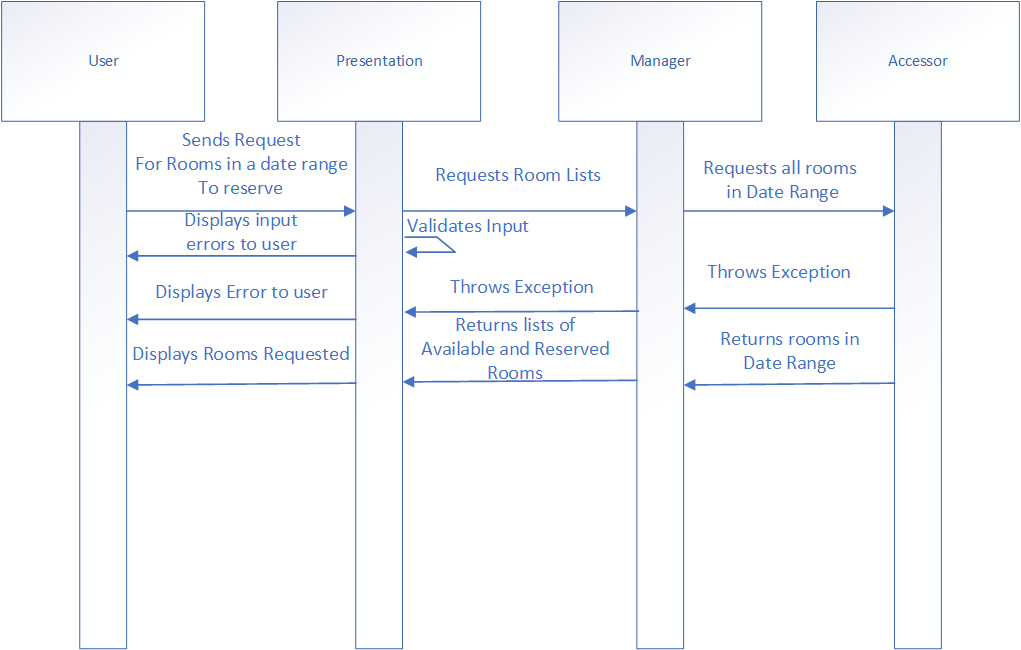 User
Presentation
Manager
Accessor
Sends Request
For Rooms in a date range
To reserve
Requests Room Lists
Requests all rooms
in Date Range
Displays input
errors to user
Validates Input
Throws Exception
Displays Error to user
Throws Exception
Returns lists of
Available and Reserved
Rooms
Returns rooms in
Date Range
Displays Rooms Requested